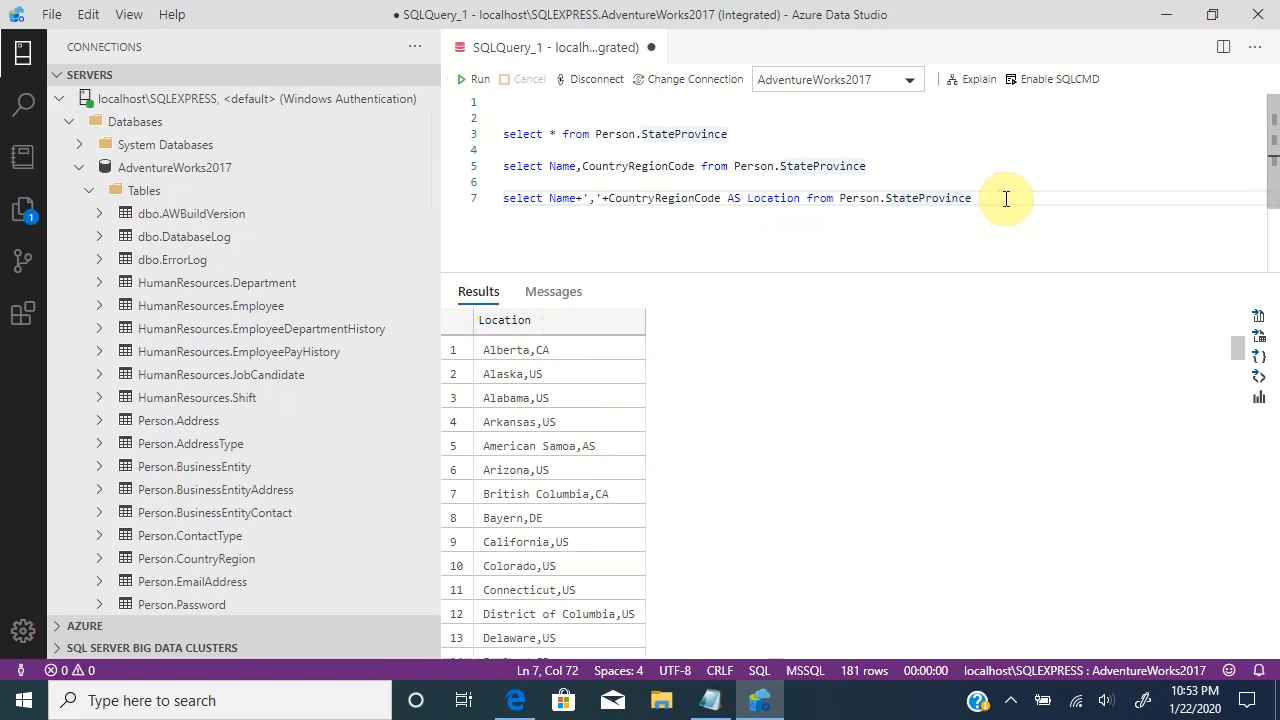 File Edit View Help
● SQLQuery_1 - localhost\SQLEXPRESS.AdventureWorks2017 (Integrated) - Azure Data Studio
CONNECTIONS
SERVERS
localhost\SQLEXPRESS, <default> (Windows Authentication)
Databases
System Databases
AdventureWorks2017
Tables
dbo.AWBuildVersion
dbo.DatabaseLog
dbo.ErrorLog
HumanResources.Department
HumanResources.Employee
HumanResources.EmployeeDepartmentHistory
HumanResources.EmployeePayHistory
HumanResources.JobCandidate
HumanResources.Shift
Person.Address
Person.AddressType
Person.BusinessEntity
Person.BusinessEntityAddress
Person.BusinessEntityContact
Person.ContactType
Person.CountryRegion
Person.EmailAddress
Person.Password
AZURE
SQL SERVER BIG DATA CLUSTERS
1
SQLQuery_1 - localh...grated) ●
Run Cancel Disconnect Change Connection AdventureWorks2017 Explain Enable SQLCMD
1
2
3 select * from Person.StateProvince
4
5 select Name,CountryRegionCode from Person.StateProvince
6
7 select Name+','+CountryRegionCode AS Location from Person.StateProvince
Results Messages
Location
1 Alberta,CA
2 Alaska,US
3 Alabama,US
4 Arkansas,US
5 American Samoa,AS
6 Arizona,US
7 British Columbia,CA
8 Bayern,DE
9 California,US
10 Colorado,US
11 Connecticut,US
12 District of Columbia,US
13 Delaware,US
0 0 Ln 7, Col 72 Spaces: 4 UTF-8 CRLF SQL MSSQL 181 rows 00:00:00 localhost\SQLEXPRESS : AdventureWorks2017
Type here to search
10:53 PM
1/22/2020